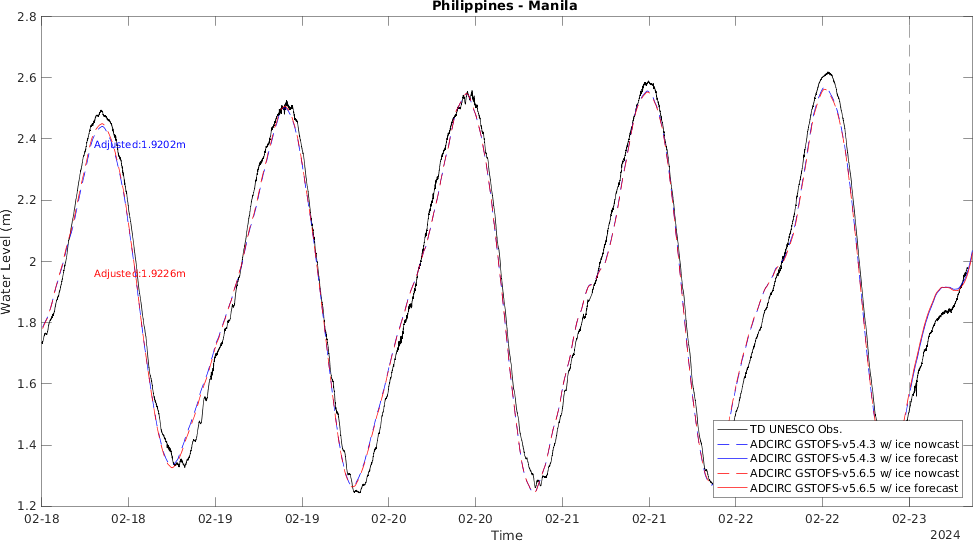 Philippines - Manila
2.8
2.6
2.4
2.2
2
1.8
1.6
1.4
1.2
Water Level (m)
Adjusted:1.9202m
Adjusted:1.9226m
TD UNESCO Obs.
ADCIRC GSTOFS-v5.4.3 w/ ice nowcast
ADCIRC GSTOFS-v5.4.3 w/ ice forecast
ADCIRC GSTOFS-v5.6.5 w/ ice nowcast
ADCIRC GSTOFS-v5.6.5 w/ ice forecast
02-18 02-18 02-19 02-19 02-20 02-20 02-21 02-21 02-22 02-22 02-23
Time
2024